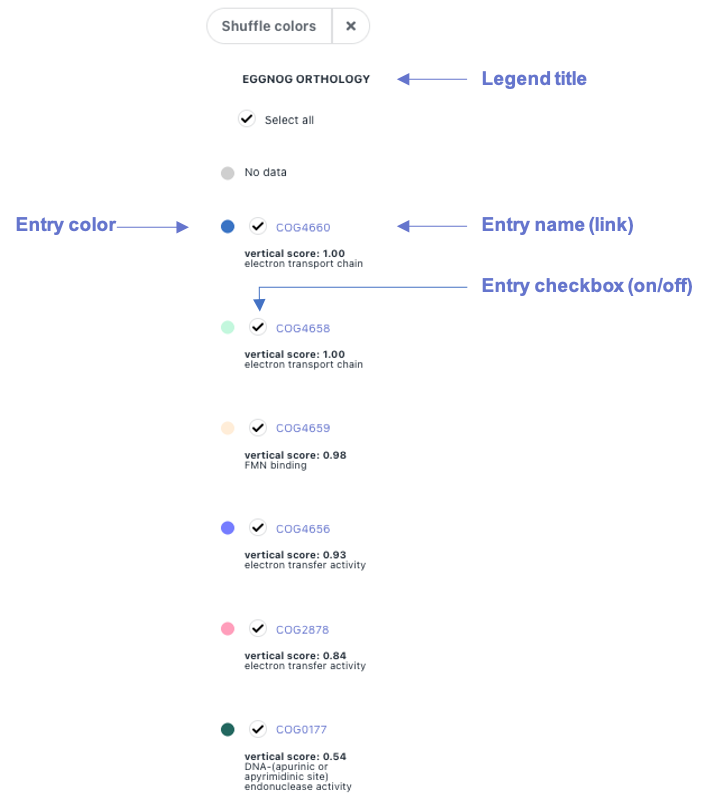 Shuffle colors
EGGNOG ORTHOLOGY
Legend title
Select all
No data
Entry color
COG4660
Entry name (link)
vertical score: 1.00
electron transport chain
Entry checkbox (on/off)
COG4658
vertical score: 1.00
electron transport chain
COG4659
vertical score: 0.98
FMN binding
COG4656
vertical score: 0.93
electron transfer activity
COG2878
vertical score: 0.84
electron transfer activity
COG0177
vertical score: 0.54
DNA-(apurinic or
apyrimidinic site)
endonuclease activity